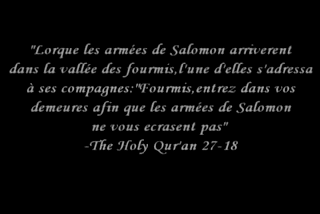 "Lorque les armées de Salomon arriverent
dans la vallée des fourmis,l'une d'elles s'adressa
à ses compagnes:"Fourmis,entrez dans vos
demeures afin que les armées de Salomon
ne vous ecrasent pas"
-The Holy Qur'an 27-18